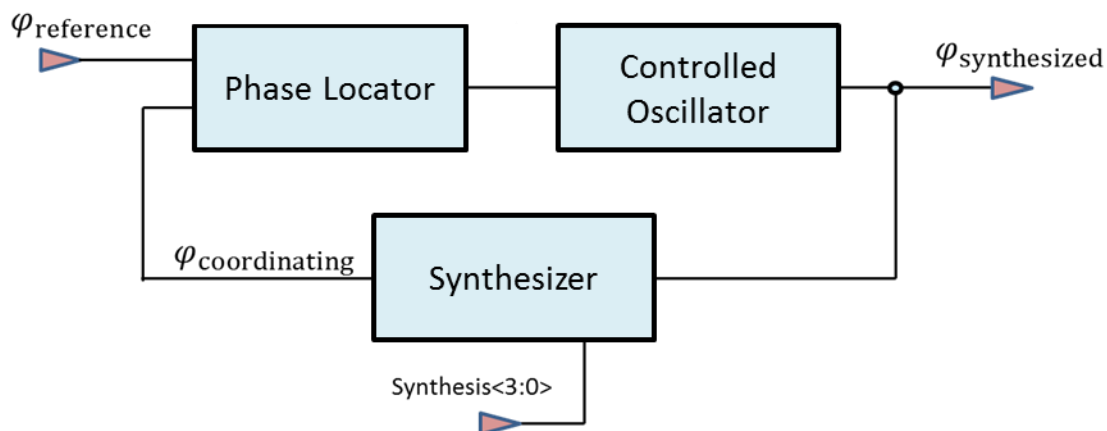 φreference
Phase Locator
Controlled
Oscillator
φsynthesized
φcoordinating
Synthesizer
Synthesis<3:0>